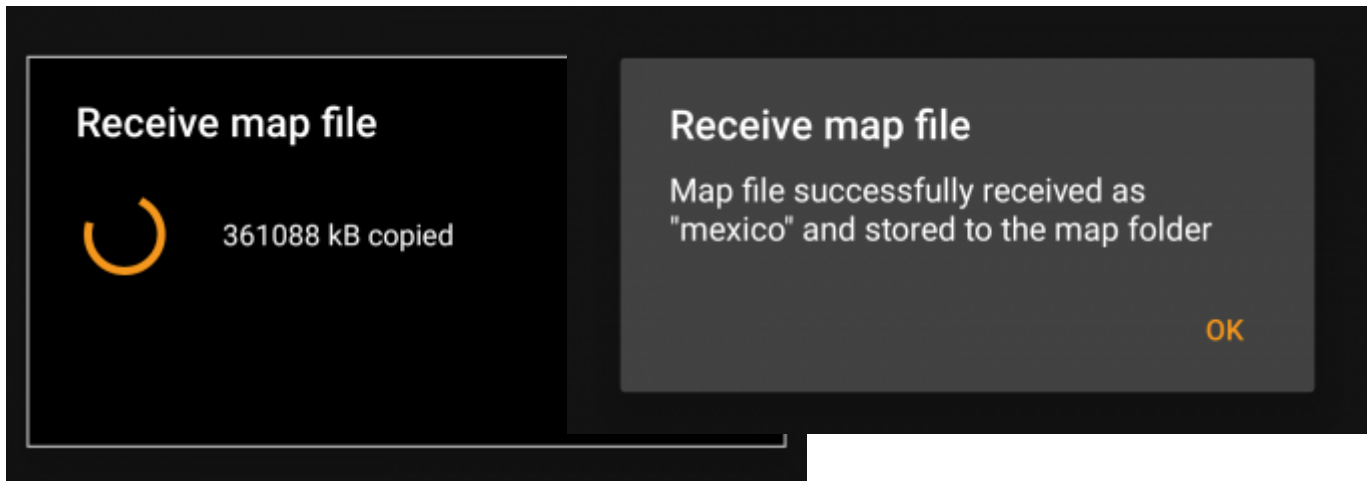 Receive map file
361088 kB copied
Receive map file
Map file successfully received as
"mexico" and stored to the map folder
OK